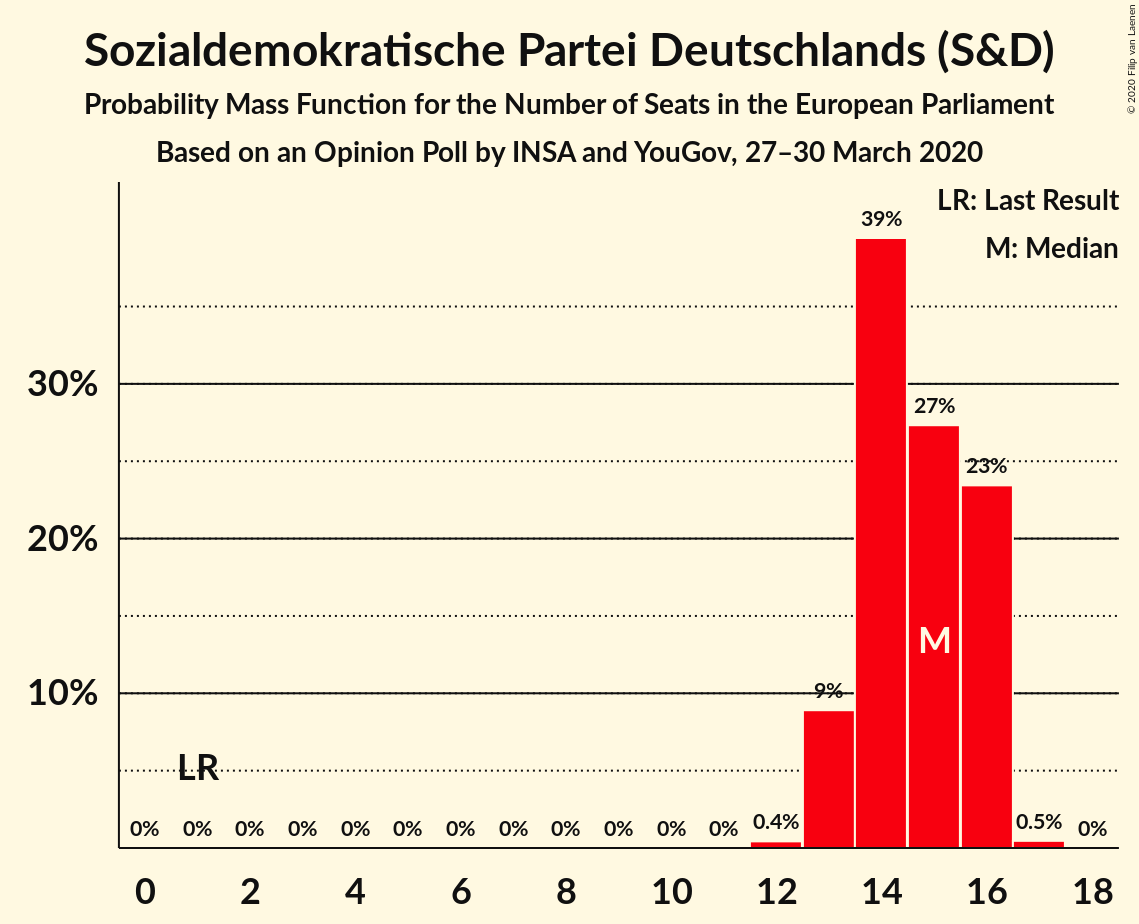 Sozialdemokratische Partei Deutschlands (S&D)
Probability Mass Function for the Number of Seats in the European Parliament
Based on an Opinion Poll by INSA and YouGov, 27–30 March 2020
© 2020 Filip van Laenen
LR: Last Result
M: Median
39%
30%
27%
23%
20%
M
10%
9%
LR
0% 0% 0% 0% 0% 0% 0% 0% 0% 0% 0% 0% 0.4% 0.5% 0%
0 2 4 6 8 10 12 14 16 18